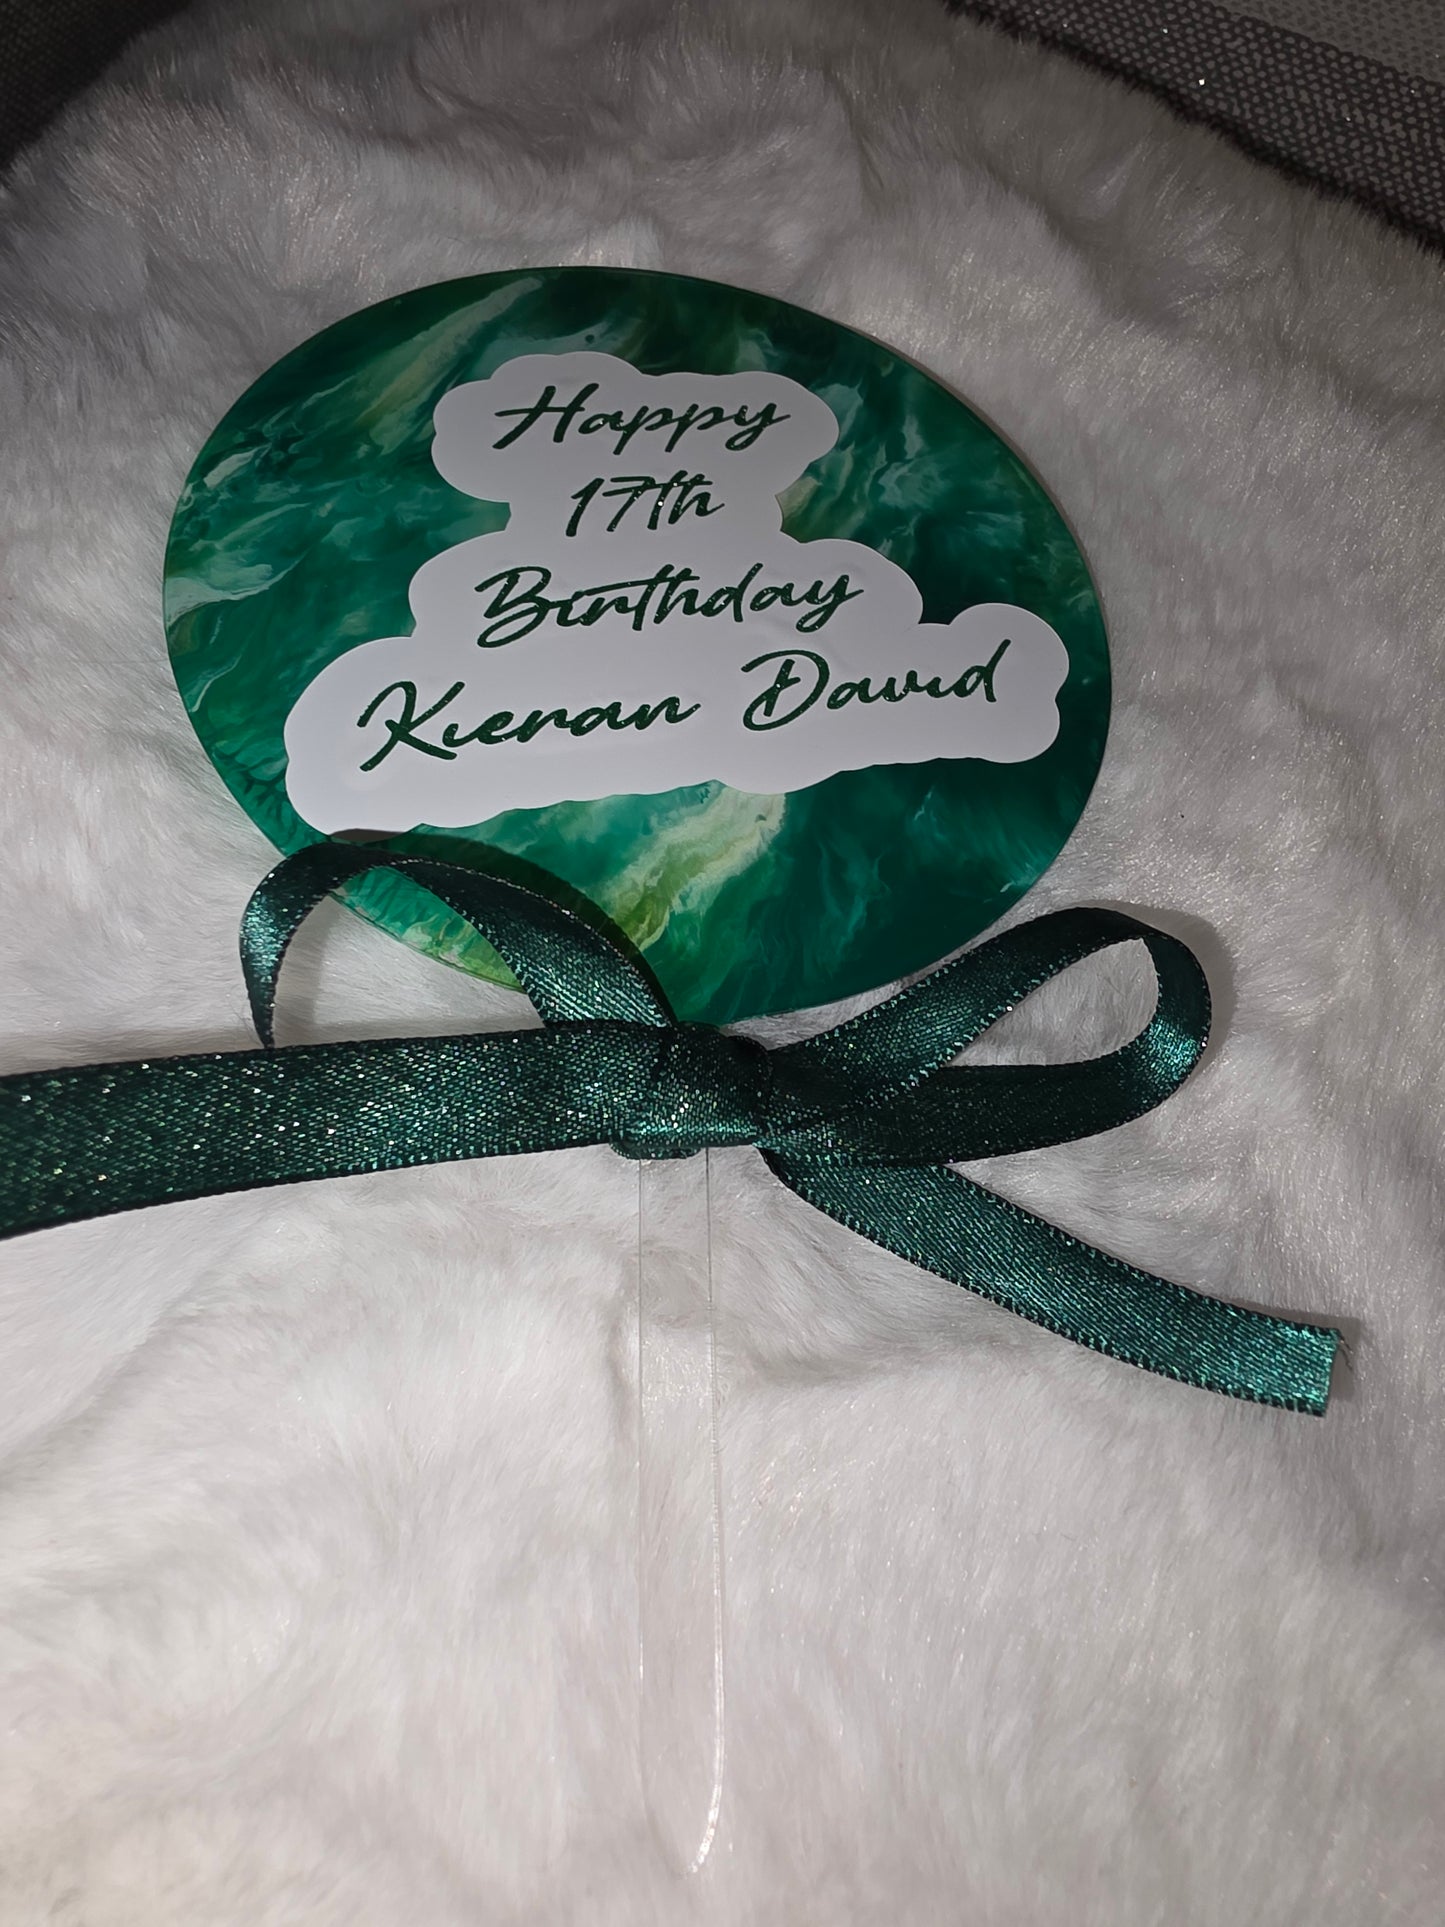 Happy
17th
Birthday
Kieran David